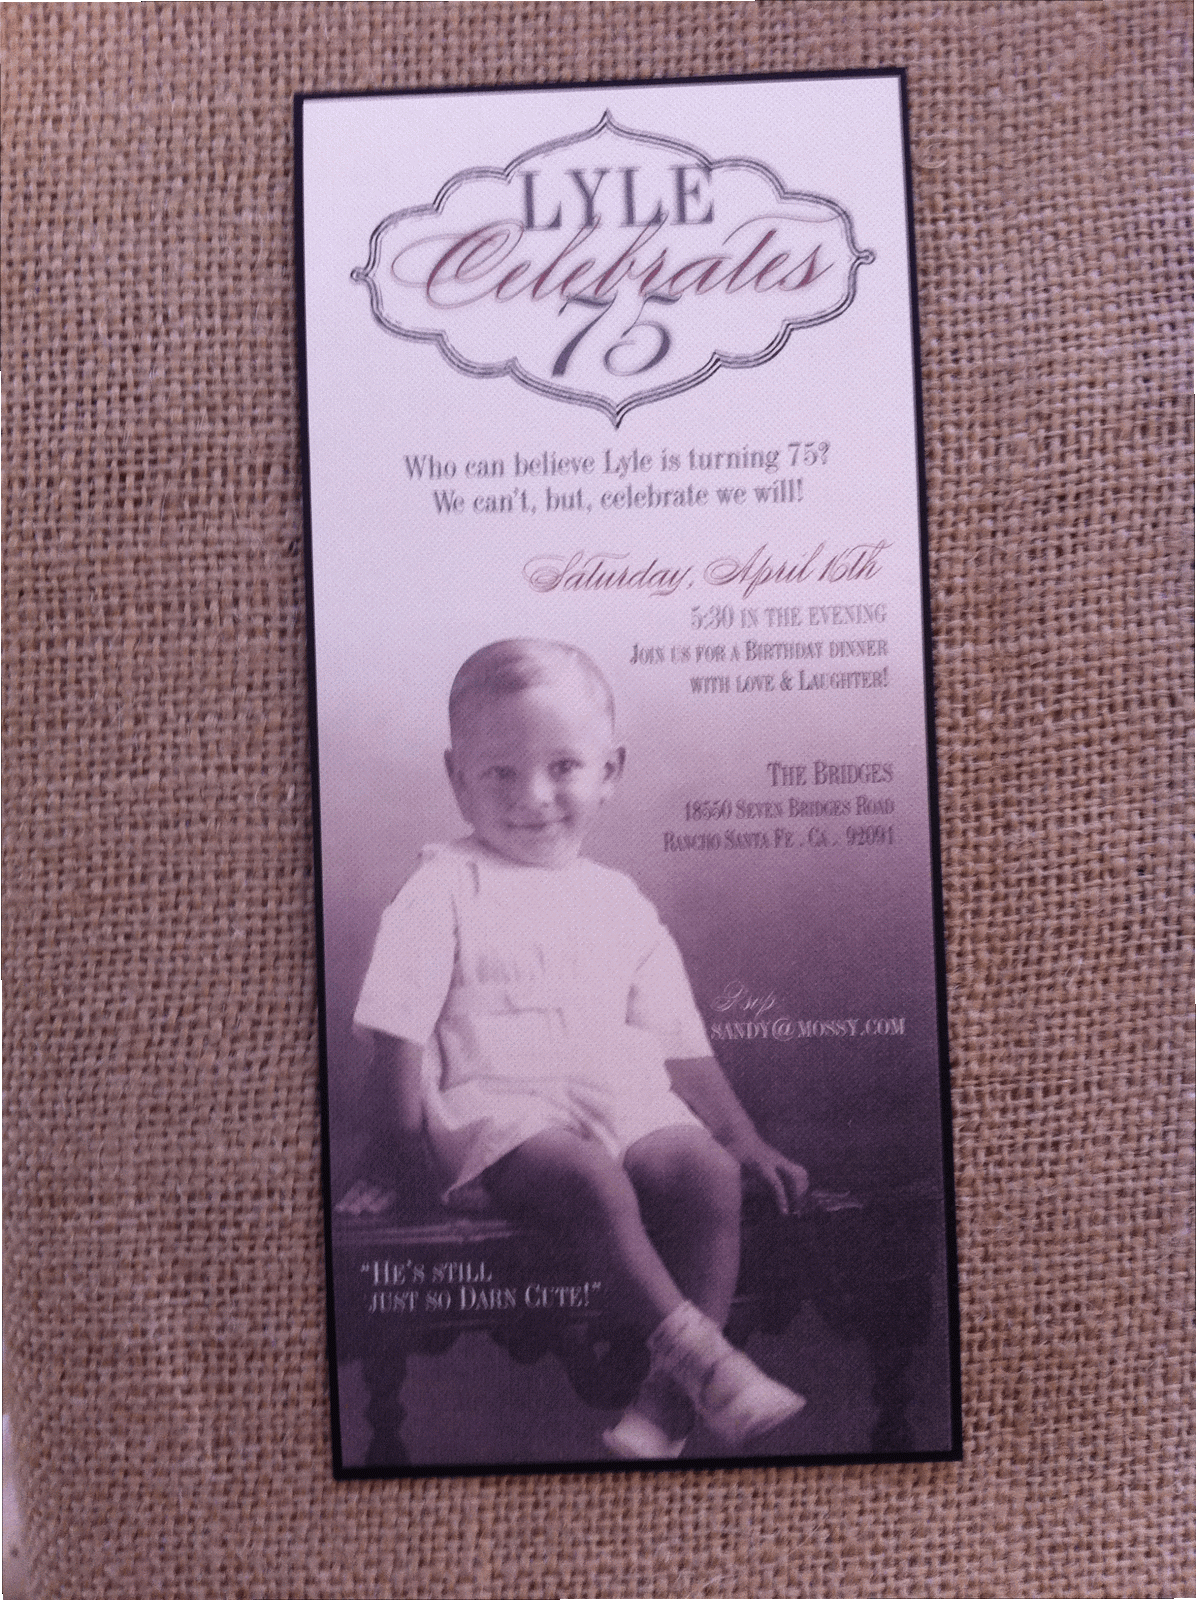 LYLE
Celebrates
75
Who can believe Lyle is turning 75?
We can't, but, celebrate we will!
Saturday, April 16th
5:30 IN THE EVENING
JOIN US FOR A BIRTHDAY DINNER
WITH LOVE & LAUGHTER!
THE BRIDGES
18550 SEVEN BRIDGES ROAD
RANCHO SANTA FE . CA . 92091
Rsvp
SANDY@MOSSY.COM
"HE'S STILL
JUST SO DARN CUTE!"